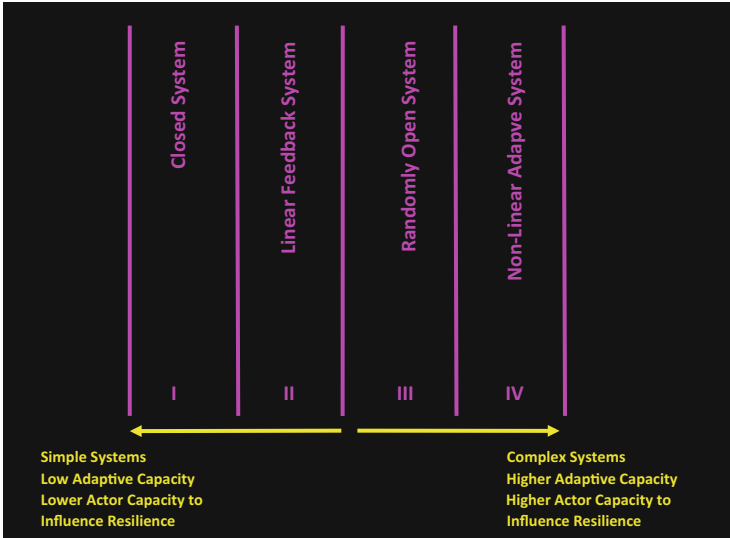 Closed System
Linear Feedback System
Randomly Open System
Non-Linear Adapve System
I
II
III
IV
Simple Systems
Low Adaptive Capacity
Lower Actor Capacity to
Influence Resilience
Complex Systems
Higher Adaptive Capacity
Higher Actor Capacity to
Influence Resilience